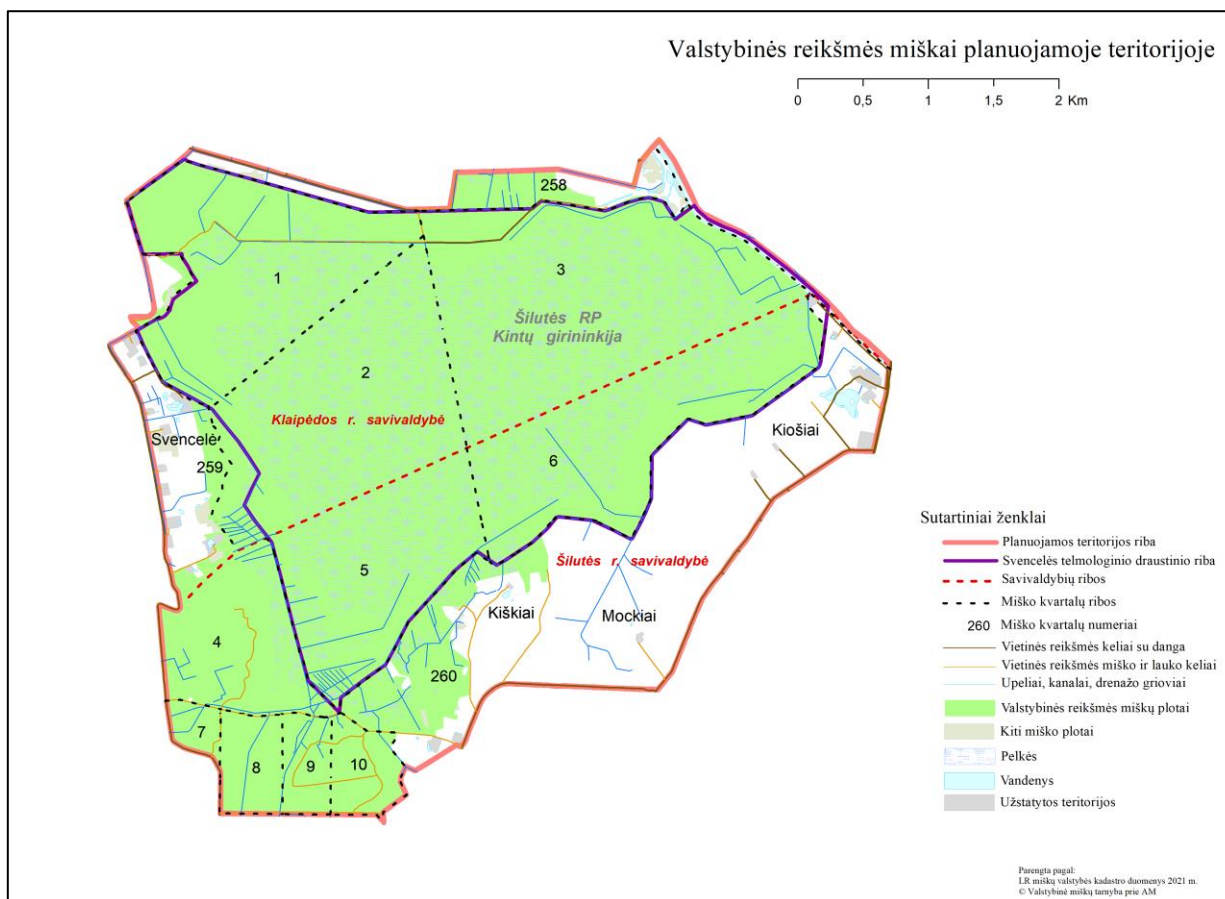 Valstybinės reikšmės miškai planuojamoje teritorijoje
0 0,5 1 1,5 2 Km
258
1
3
Šilutės RP
Kintų girininkija
2
Klaipėdos r. savivaldybė
Svencelė
259
Kiošiai
6
5
Šilutės r. savivaldybė
Kiškiai
Mockiai
4
260
7
8
9
10
Sutartiniai ženklai
Planuojamos teritorijos riba
Svencelės telmologinio draustinio riba
Savivaldybių ribos
Miško kvartalų ribos
260 Miško kvartalų numeriai
Vietinės reikšmės keliai su danga
Vietinės reikšmės miško ir lauko keliai
Upeliai, kanalai, drenažo grioviai
Valstybinės reikšmės miškų plotai
Kiti miško plotai
Pelkės
Vandenys
Užstatytos teritorijos
Parengta pagal:
LR miškų valstybės kadastro duomenys 2021 m.
© Valstybinė miškų tarnyba prie AM